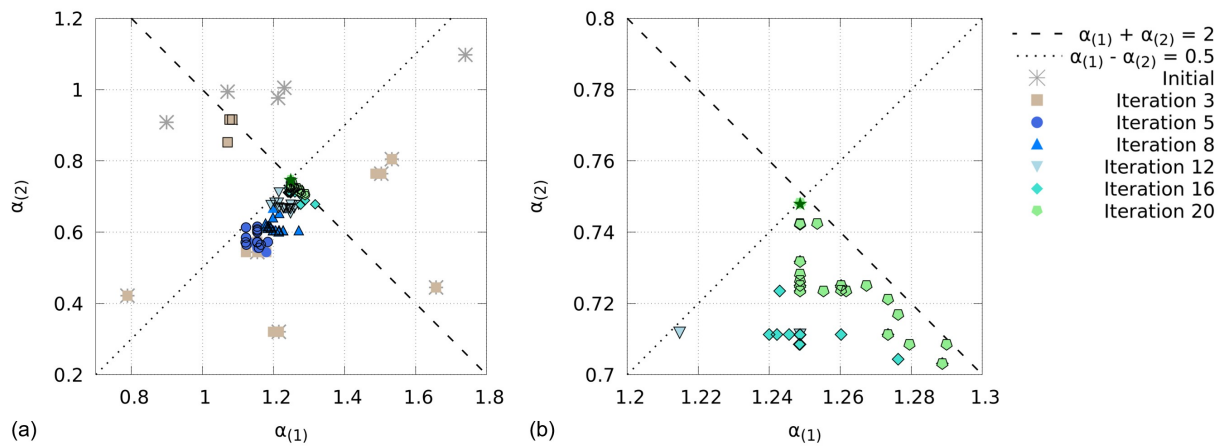 1.2
1
0.8
0.6
0.4
0.2
α(2)
0.8
1
1.2
1.4
1.6
1.8
α(1)
(a)
0.8
0.78
0.76
0.74
0.72
0.7
α(2)
1.2
1.22
1.24
1.26
1.28
1.3
α(1)
(b)
α(1) + α(2) = 2
α(1) - α(2) = 0.5
Initial
Iteration 3
Iteration 5
Iteration 8
Iteration 12
Iteration 16
Iteration 20